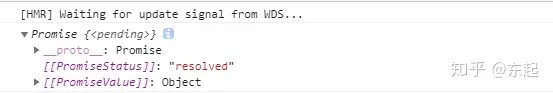 [HMR] Waiting for update signal from WDS...
▼Promise {<pending>} i
▶__proto__: Promise
[[PromiseStatus]]: "resolved"
▶[[PromiseValue]]: Object
知乎 @东起